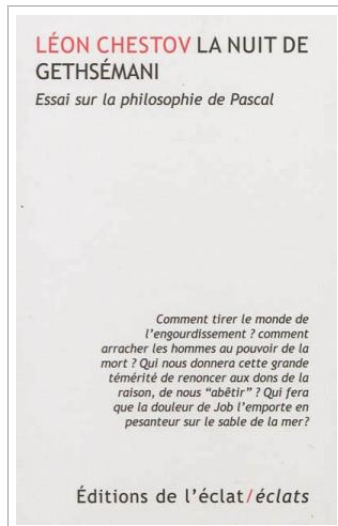 LÉON CHESTOV LA NUIT DE
GETHSÉMANI
Essai sur la philosophie de Pascal
Comment tirer le monde de
l’engourdissement ? comment
arracher les hommes au pouvoir de la
mort ? Qui nous donnera cette grande
témérité de renoncer aux dons de la
raison, de nous “abêtir” ? Qui fera
que la douleur de Job l’emporte en
pesanteur sur le sable de la mer?
Éditions de l’éclat/éclats